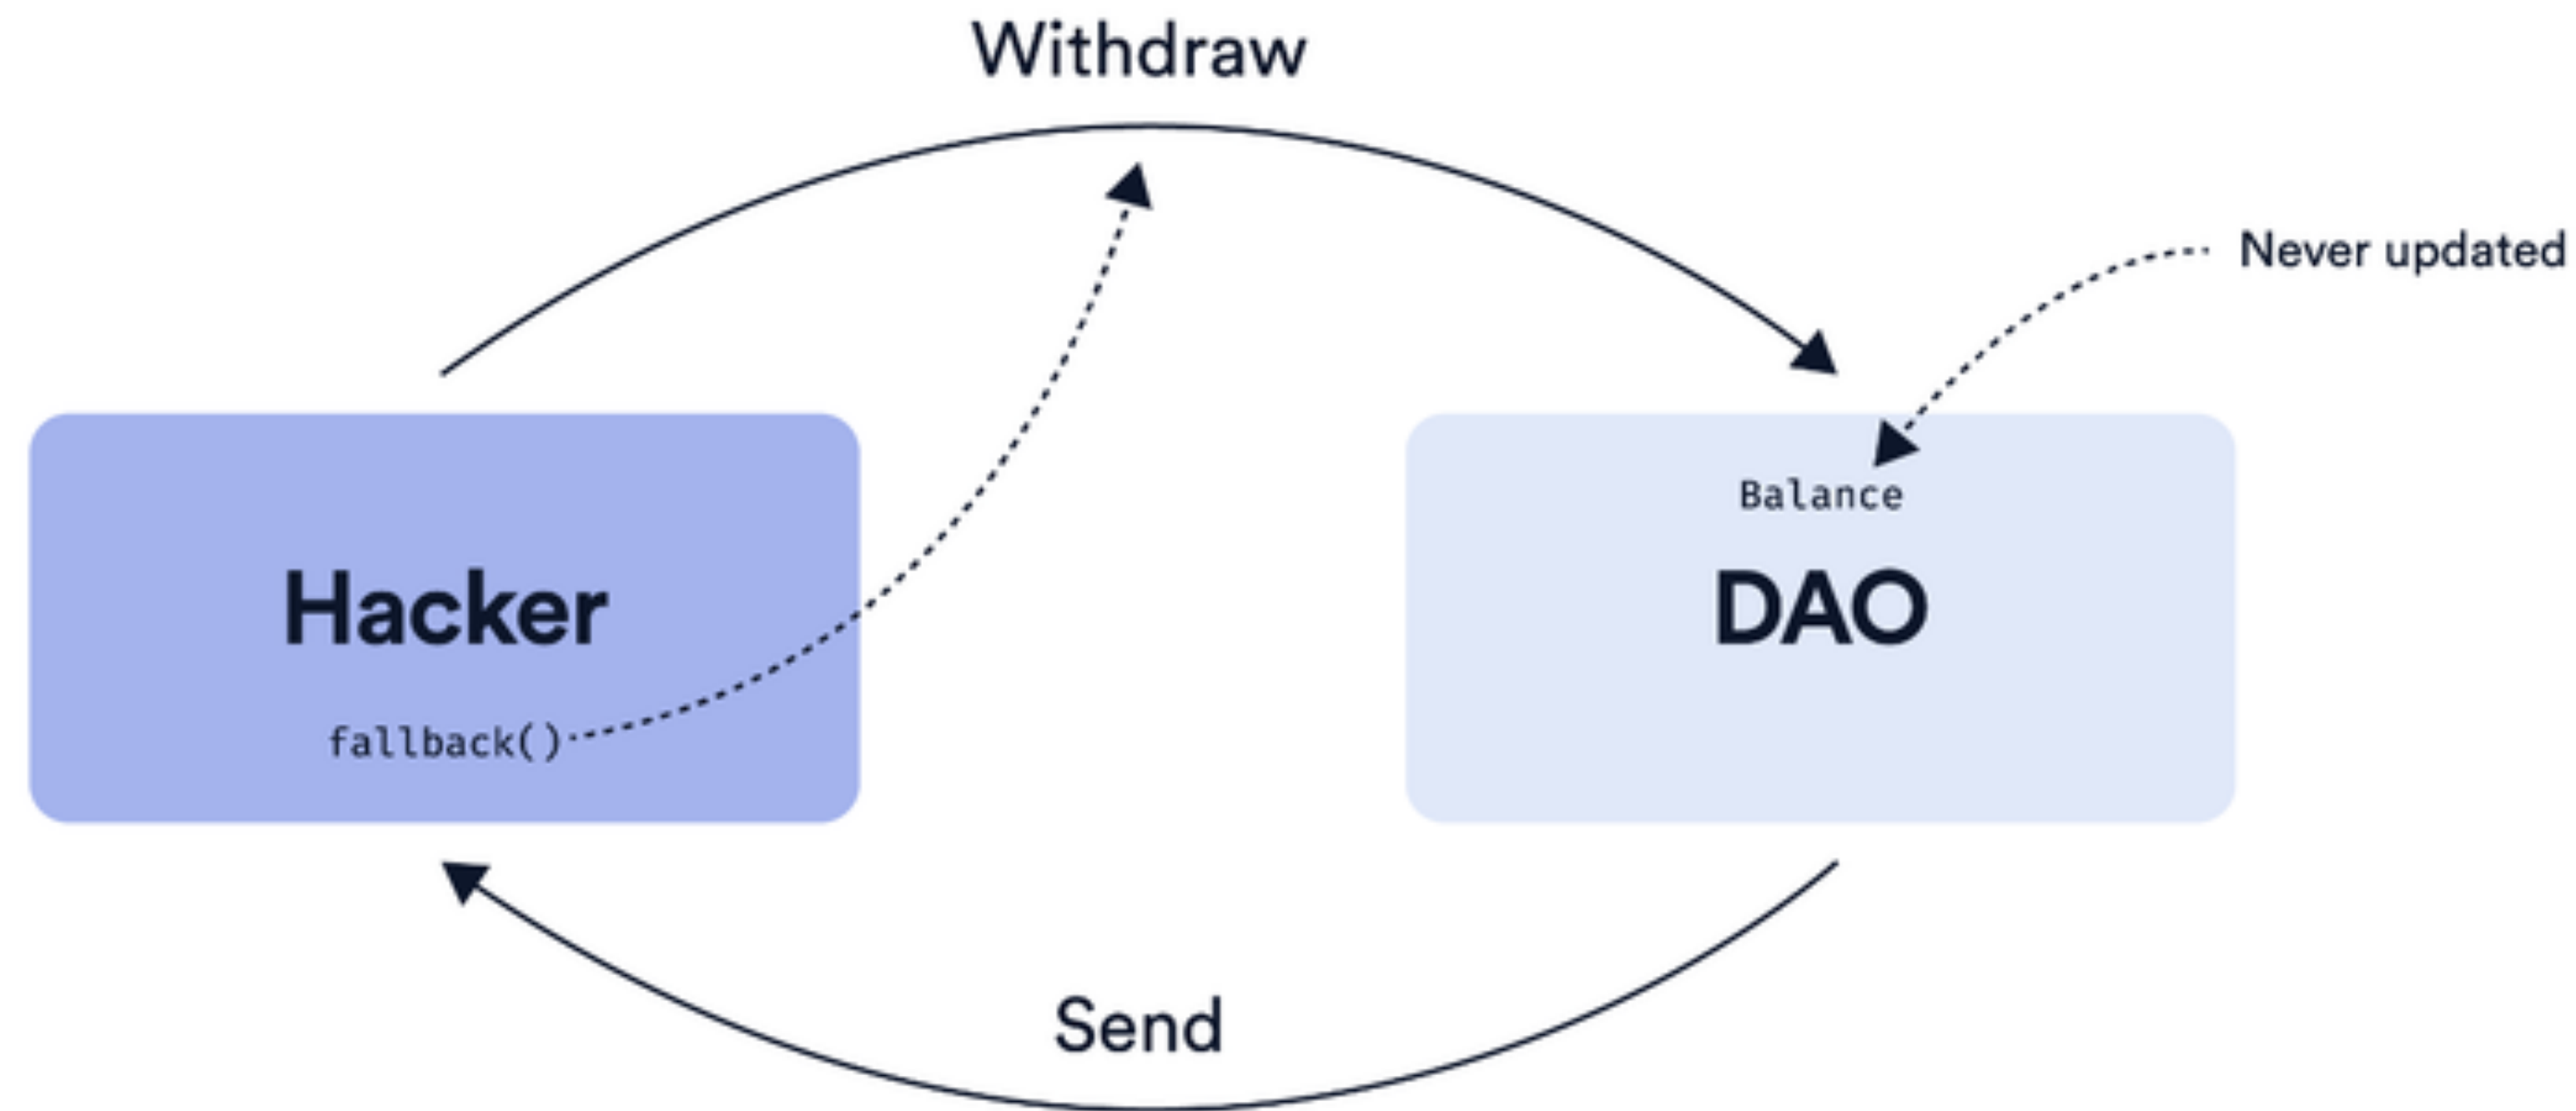 Withdraw
Never updated
Balance
Hacker
DAO
fallback()
Send